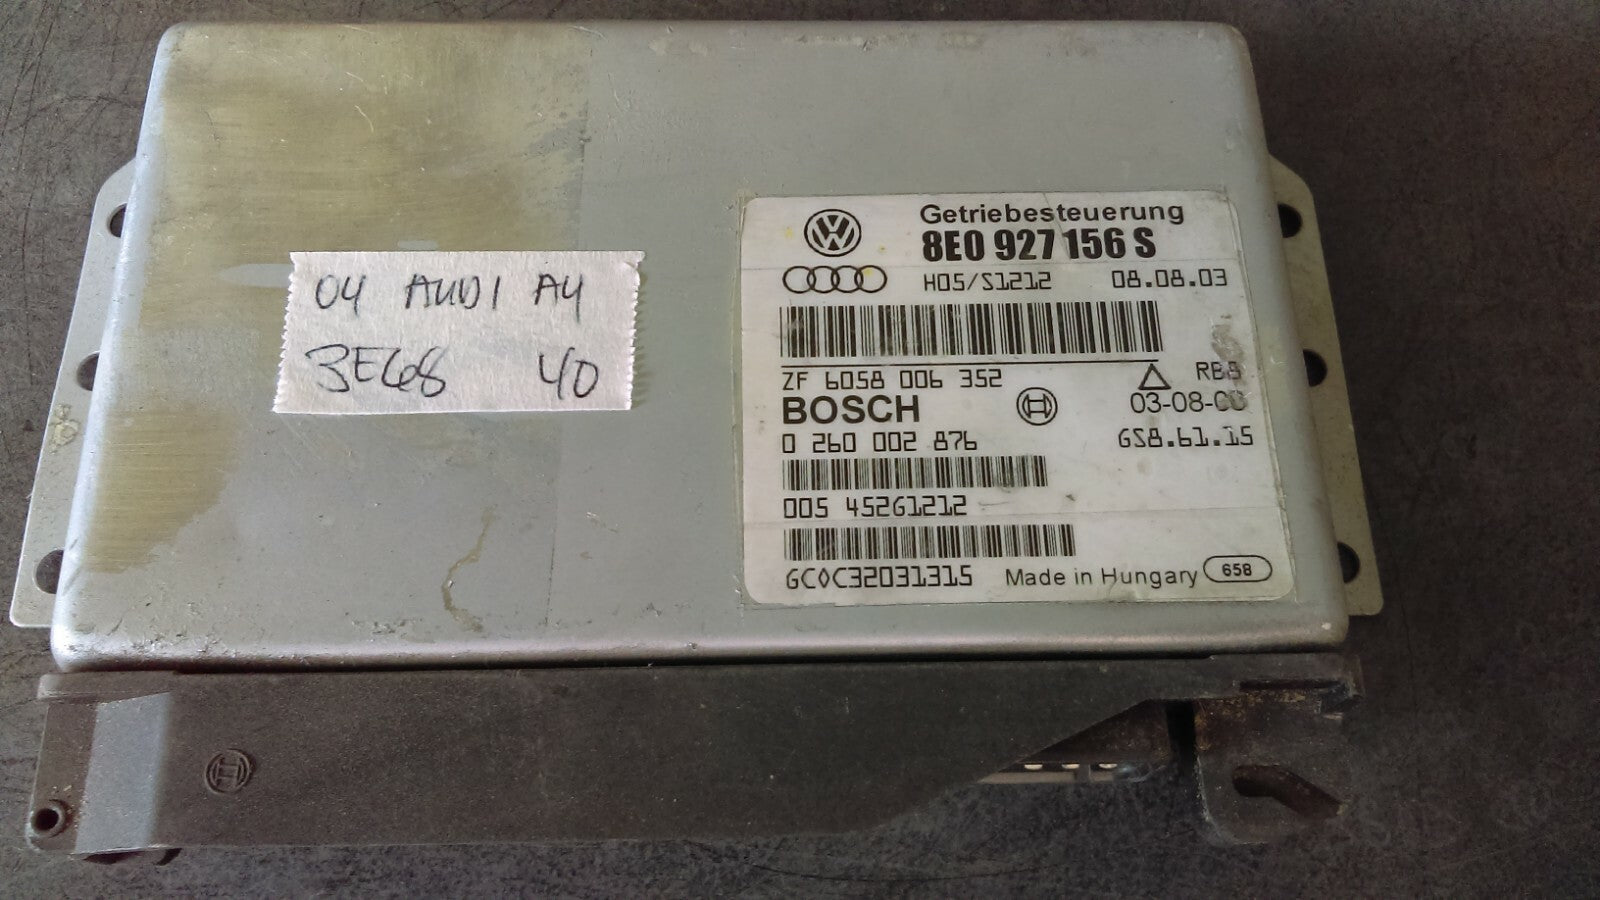 04 AUDI A4
3E68 40
Getriebesteuerung
8E0 927 156 S
H05/S1212 08.08.03
ZF 6058 006 352 RB8
BOSCH 03-08-08
0 260 002 876 GS8.61.15
005 45261212
GC0C32031315 Made in Hungary 658